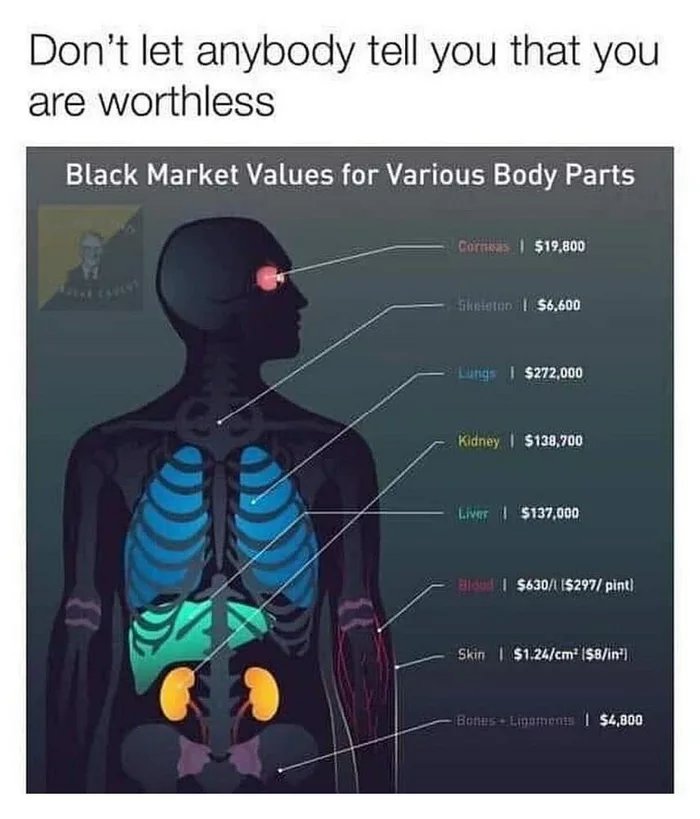 Don't let anybody tell you that you
are worthless
Black Market Values for Various Body Parts
Corneas | $19,800
Skeleton | $6,600
Lungs | $272,000
Kidney | $138,700
Liver | $137,000
Blood | $630/l ($297/ pint)
Skin | $1.24/cm² ($8/in²)
Bones + Ligaments | $4,800